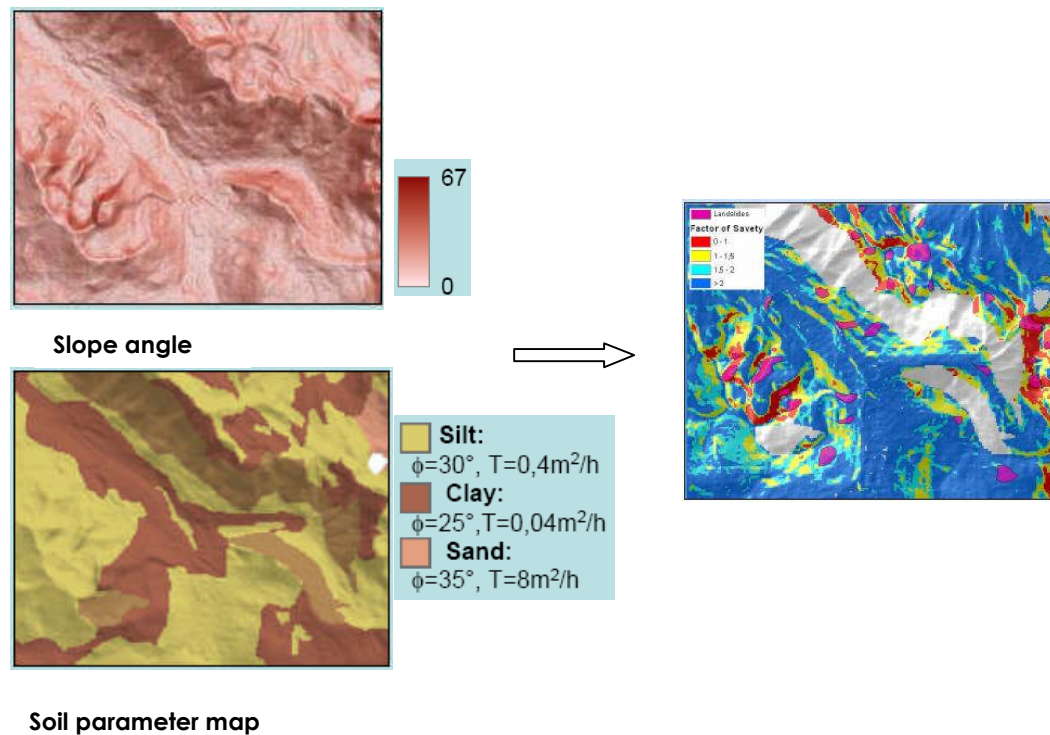 67
0
Slope angle
Silt:
ϕ=30°, T=0,4m²/h
Clay:
ϕ=25°,T=0,04m²/h
Sand:
ϕ=35°, T=8m²/h
Soil parameter map
Landslides
Factor of Savety
0 - 1
1 - 1,5
1,5 - 2
> 2